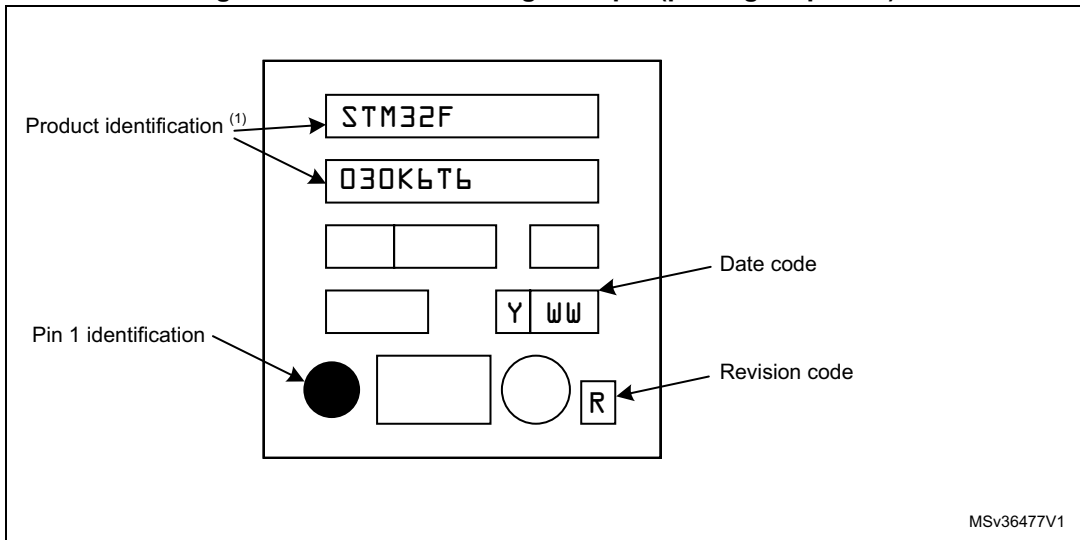 STM32F
Product identification (1)
030K6T6
Date code
Y WW
Pin 1 identification
Revision code
R
MSv36477V1